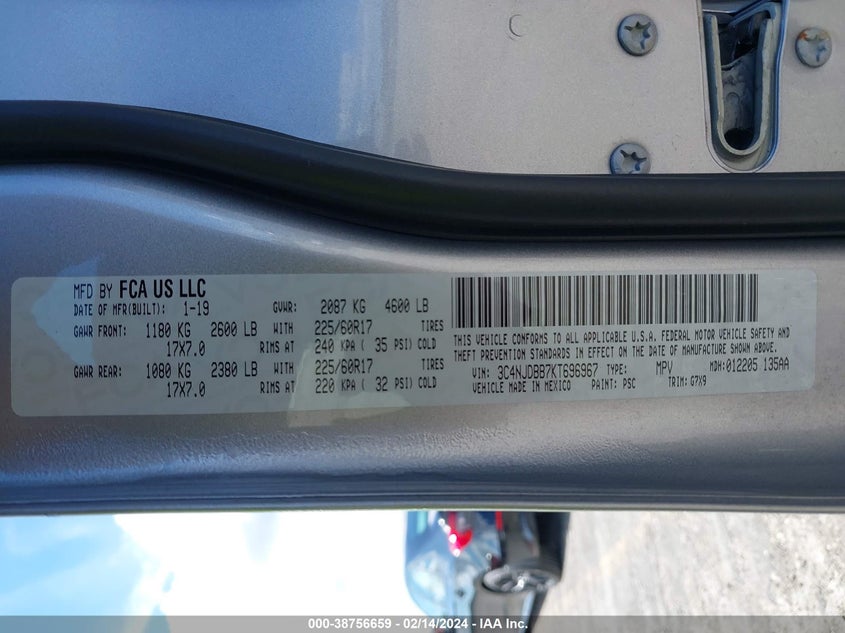 MFD BY FCA US LLC
DATE OF MFR(BUILT): 1-19 GVWR: 2087 KG 4600 LB
GAWR FRONT: 1180 KG 2600 LB WITH 225/60R17 TIRES
17X7.0 RIMS AT 240 KPA ( 35 PSI) COLD
GAWR REAR: 1080 KG 2380 LB WITH 225/60R17 TIRES
17X7.0 RIMS AT 220 KPA ( 32 PSI) COLD
THIS VEHICLE CONFORMS TO ALL APPLICABLE U.S.A. FEDERAL MOTOR VEHICLE SAFETY AND
THEFT PREVENTION STANDARDS IN EFFECT ON THE DATE OF MANUFACTURE SHOWN ABOVE.
VIN: 3C4NJDBB7KT696967 TYPE: MPV MDH:012205 135AA
VEHICLE MADE IN MEXICO PAINT: PSC TRIM: G7X9
000-38756659 - 02/14/2024 - IAA Inc.